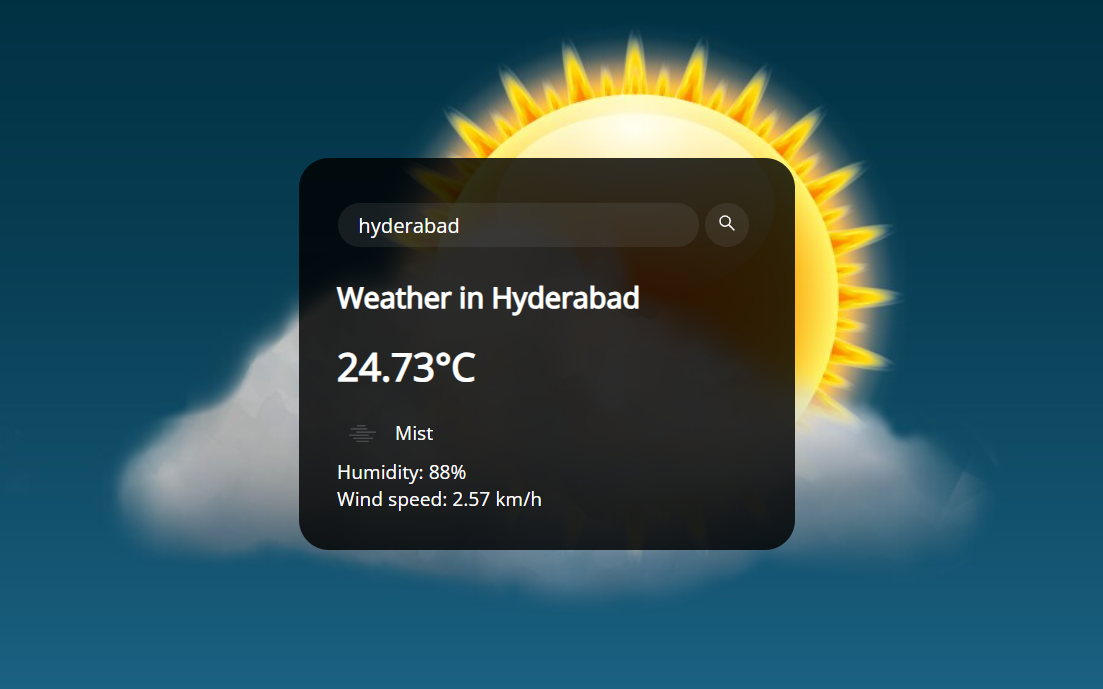 hyderabad
Weather in Hyderabad
24.73°C
Mist
Humidity: 88%
Wind speed: 2.57 km/h